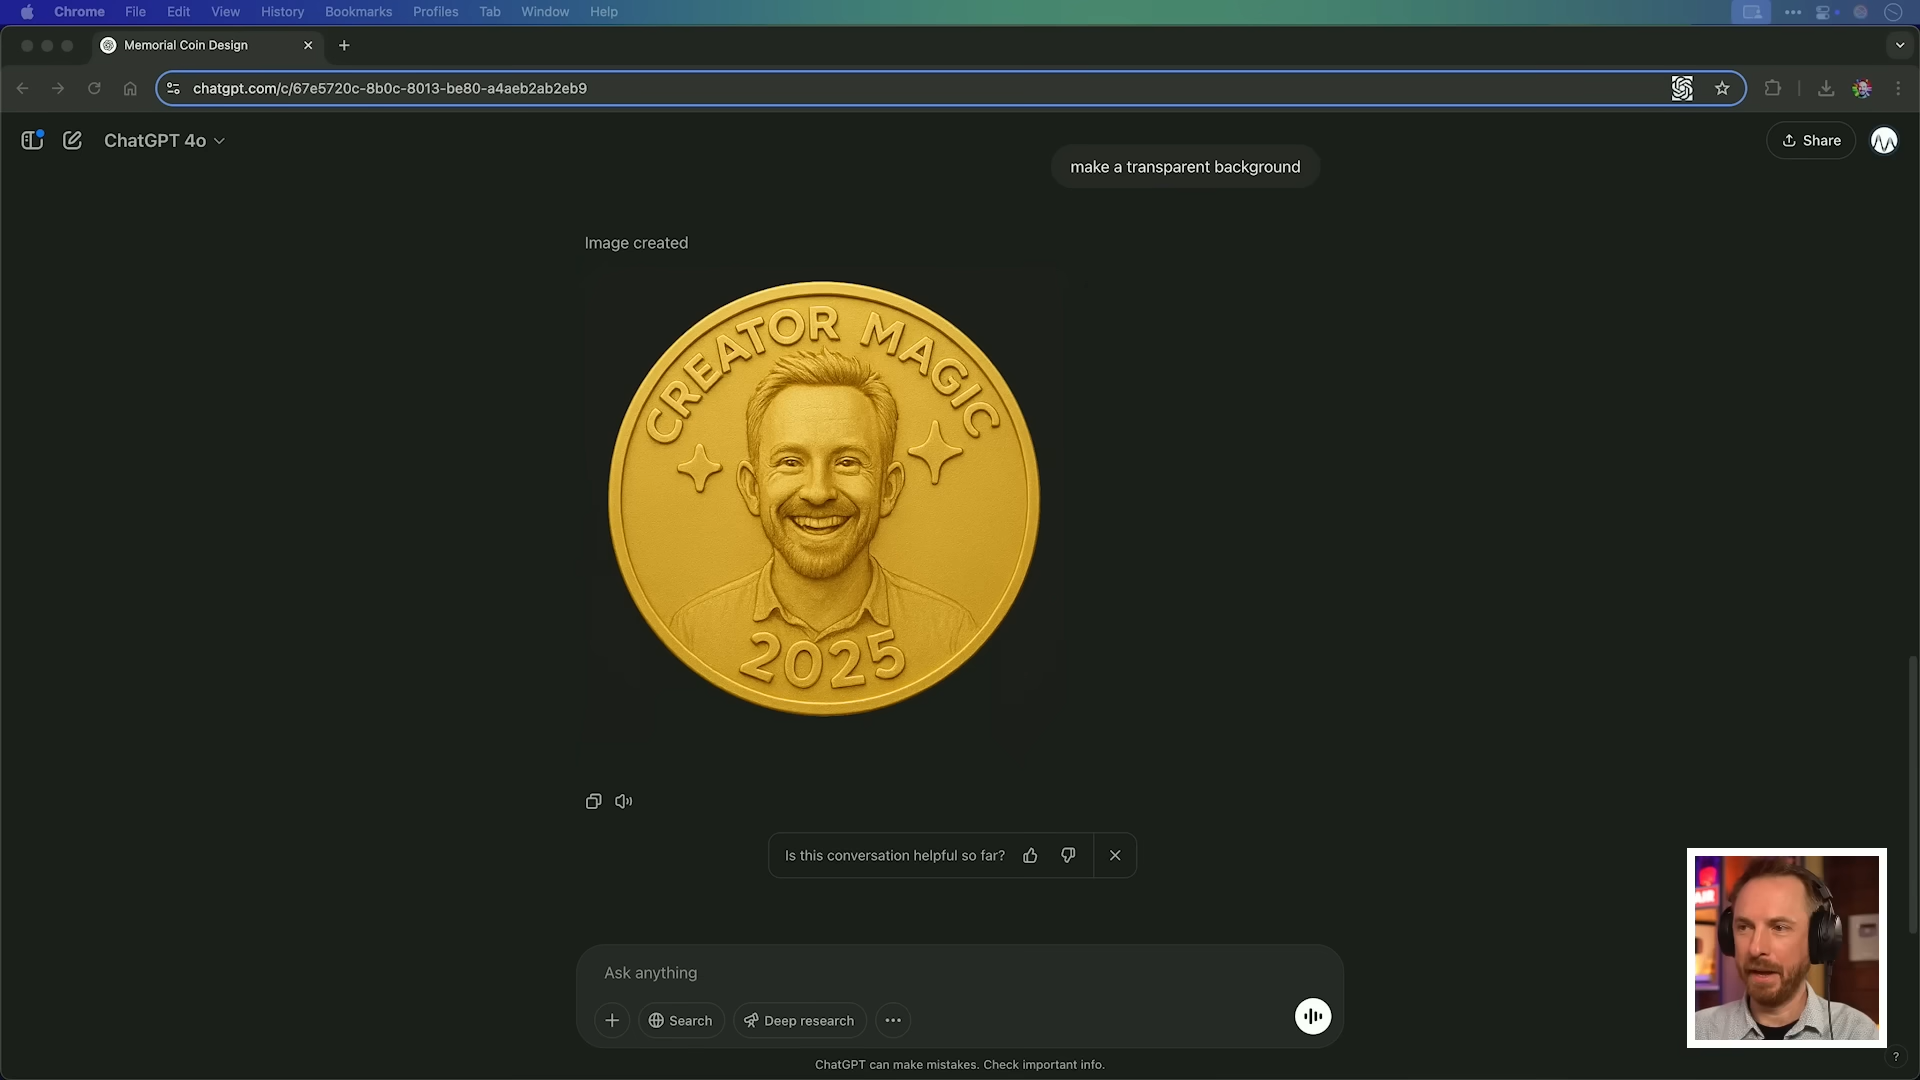 Chrome File Edit View History Bookmarks Profiles Tab Window Help
Memorial Coin Design
chatgpt.com/c/67e5720c-8b0c-8013-be80-a4aeb2ab2eb9
ChatGPT 4o
Share
make a transparent background
Image created
CREATOR MAGIC
2025
Is this conversation helpful so far?
Ask anything
Search
Deep research
ChatGPT can make mistakes. Check important info.
?